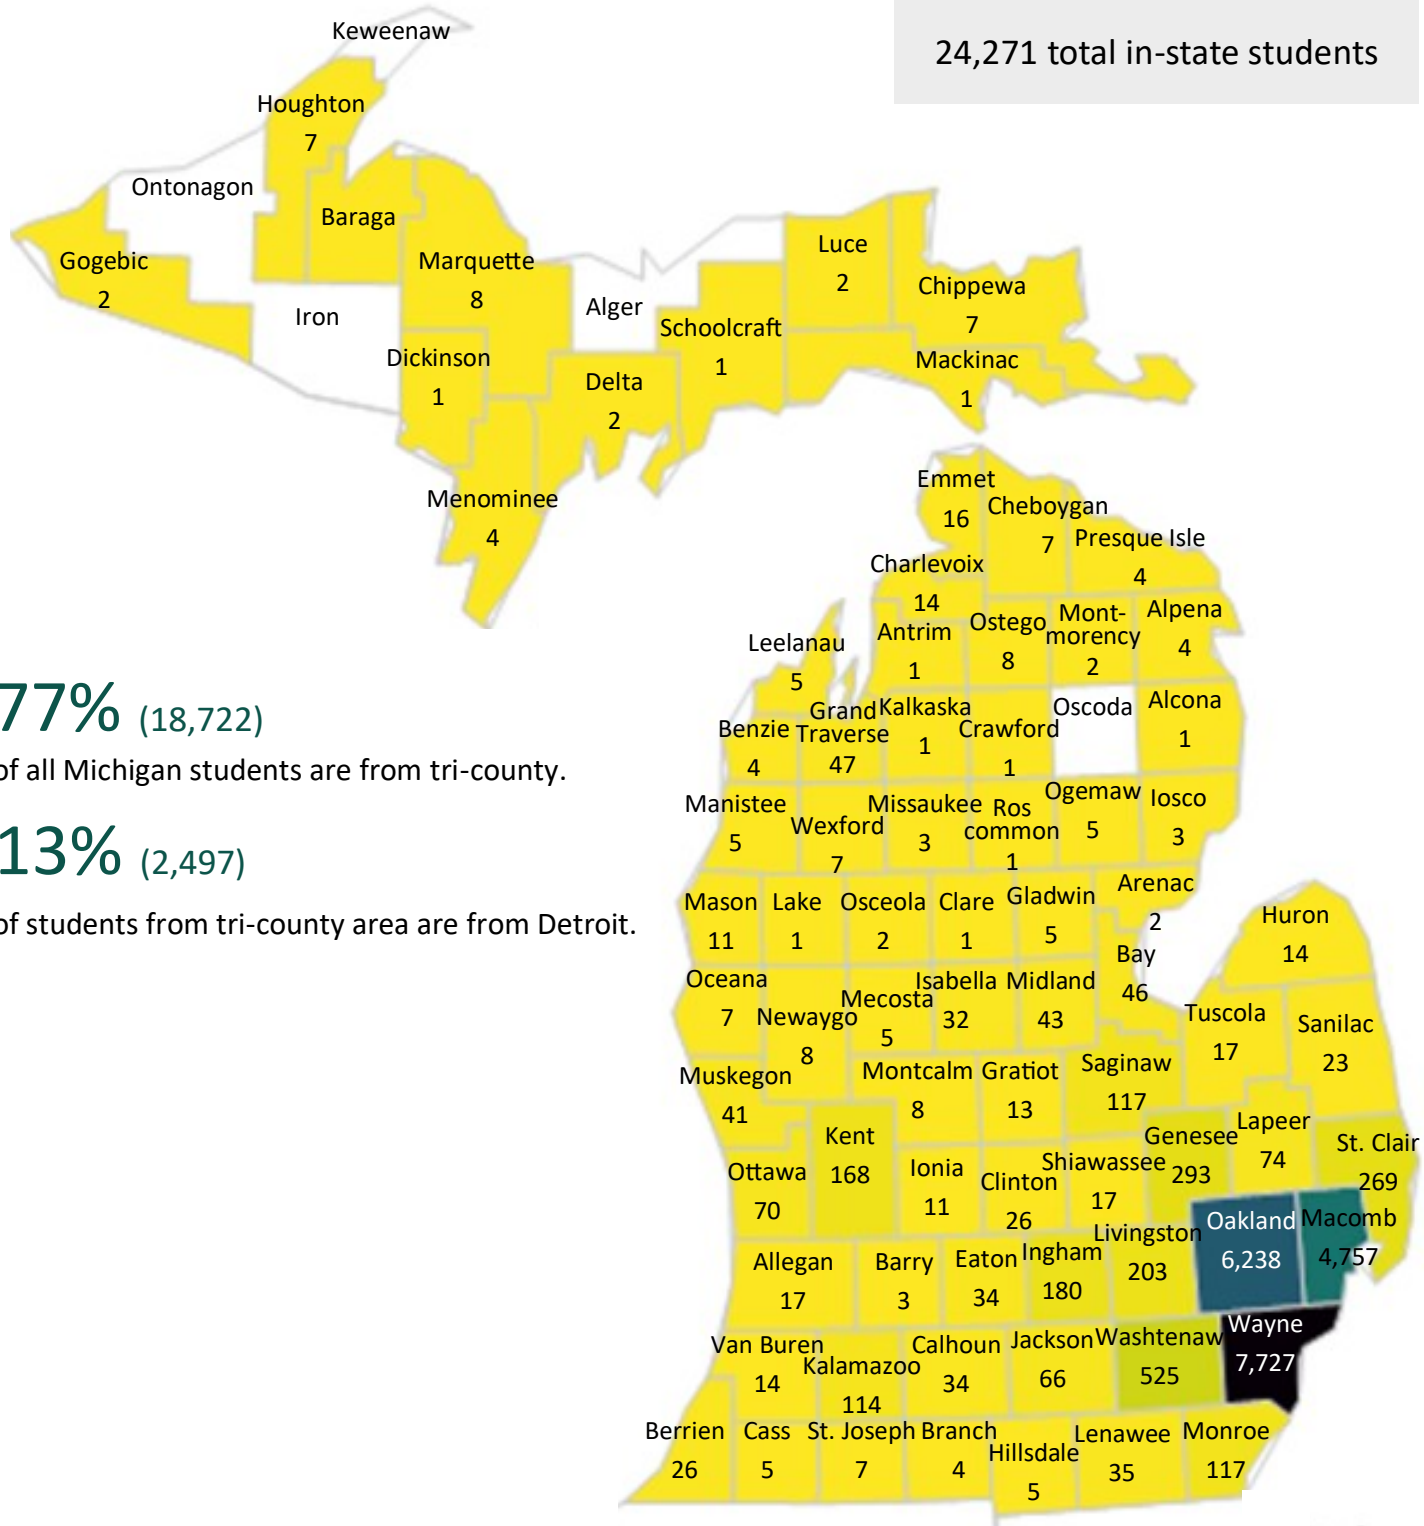 24,271 total in-state students
Keweenaw
Houghton
7
Ontonagon
Baraga
Gogebic
2
Marquette
8
Iron
Alger
Luce
2
Chippewa
7
Schoolcraft
1
Dickinson
1
Delta
2
Mackinac
1
Menominee
4
Emmet
16
Cheboygan
7
Presque Isle
4
Charlevoix
14
Leelanau
5
Antrim
1
Ostego
8
Mont-
morency
2
Alpena
4
77% (18,722)
of all Michigan students are from tri-county.
13% (2,497)
of students from tri-county area are from Detroit.
Benzie
4
Grand
Traverse
47
Kalkaska
1
Crawford
1
Oscoda
Alcona
1
Manistee
5
Wexford
7
Missaukee
3
Ros
common
1
Ogemaw
5
Iosco
3
Mason
11
Lake
1
Osceola
2
Clare
1
Gladwin
5
Arenac
2
Huron
14
Bay
46
Oceana
7
Newaygo
8
Mecosta
5
Isabella
32
Midland
43
Tuscola
17
Sanilac
23
Muskegon
41
Montcalm
8
Gratiot
13
Saginaw
117
Kent
168
Genesee
293
Lapeer
74
St. Clair
269
Ottawa
70
Ionia
11
Clinton
26
Shiawassee
17
Livingston
203
Oakland
6,238
Macomb
4,757
Allegan
17
Barry
3
Eaton
34
Ingham
180
Wayne
7,727
Van Buren
14
Kalamazoo
114
Calhoun
34
Jackson
66
Washtenaw
525
Berrien
26
Cass
5
St. Joseph
7
Branch
4
Hillsdale
5
Lenawee
35
Monroe
117